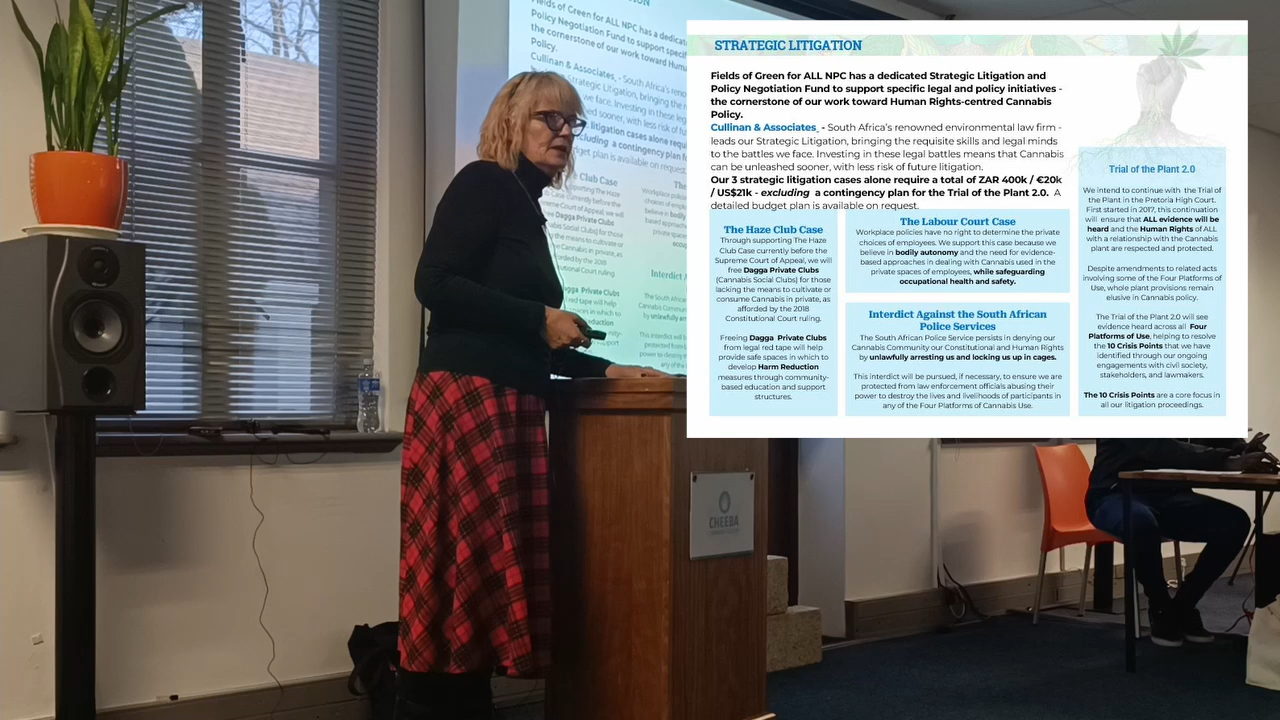 STRATEGIC LITIGATION
Fields of Green for ALL NPC has a dedicated Strategic Litigation and
Policy Negotiation Fund to support specific legal and policy initiatives -
the cornerstone of our work toward Human Rights-centred Cannabis
Policy.
Cullinan & Associates - South Africa's renowned environmental law firm -
leads our Strategic Litigation, bringing the requisite skills and legal minds
to the battles we face. Investing in these legal battles means that Cannabis
can be unleashed sooner, with less risk of future litigation.
Our 3 strategic litigation cases alone require a total of ZAR 400k / €20k
/ US$21k - excluding a contingency plan for the Trial of the Plant 2.0. A
detailed budget plan is available on request.
The Haze Club Case
Through supporting The Haze
Club Case currently before the
Supreme Court of Appeal, we will
free Dagga Private Clubs
(Cannabis Social Clubs) for those
lacking the means to cultivate or
consume Cannabis in private, as
afforded by the 2018
Constitutional Court ruling.
Freeing Dagga Private Clubs
from legal red tape will help
provide safe spaces in which to
develop Harm Reduction
measures through community-
based education and support
structures.
The Labour Court Case
Workplace policies have no right to determine the private
choices of employees. We support this case because we
believe in bodily autonomy and the need for evidence-
based approaches in dealing with Cannabis used in the
private spaces of employees, while safeguarding
occupational health and safety.
Interdict Against the South African
Police Services
The South African Police Service persists in denying our
Cannabis Community our Constitutional and Human Rights
by unlawfully arresting us and locking us up in cages.
This interdict will be pursued, if necessary, to ensure we are
protected from law enforcement officials abusing their
power to destroy the lives and livelihoods of participants in
any of the Four Platforms of Cannabis Use.
Trial of the Plant 2.0
We intend to continue with the Trial of
the Plant in the Pretoria High Court.
First started in 2017, this continuation
will ensure that ALL evidence will be
heard and the Human Rights of ALL
with a relationship with the Cannabis
plant are respected and protected.
Despite amendments to related acts
involving some of the Four Platforms of
Use, whole plant provisions remain
elusive in Cannabis policy.
The Trial of the Plant 2.0 will see
evidence heard across all Four
Platforms of Use, helping to resolve
the 10 Crisis Points that we have
identified through our ongoing
engagements with civil society,
stakeholders, and lawmakers.
The 10 Crisis Points are a core focus in
all our litigation proceedings.
CHEEBA